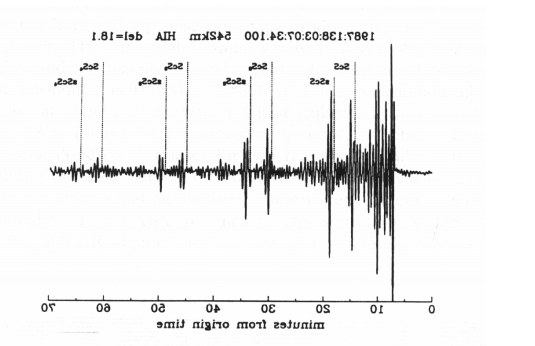 1987:138:03:07:34.100 542km HIA del=18.1
ScS ScS₂ ScS₃ ScS₄
sScS sScS₂ sScS₃ sScS₄
0 10 20 30 40 50 60 70
minutes from origin time